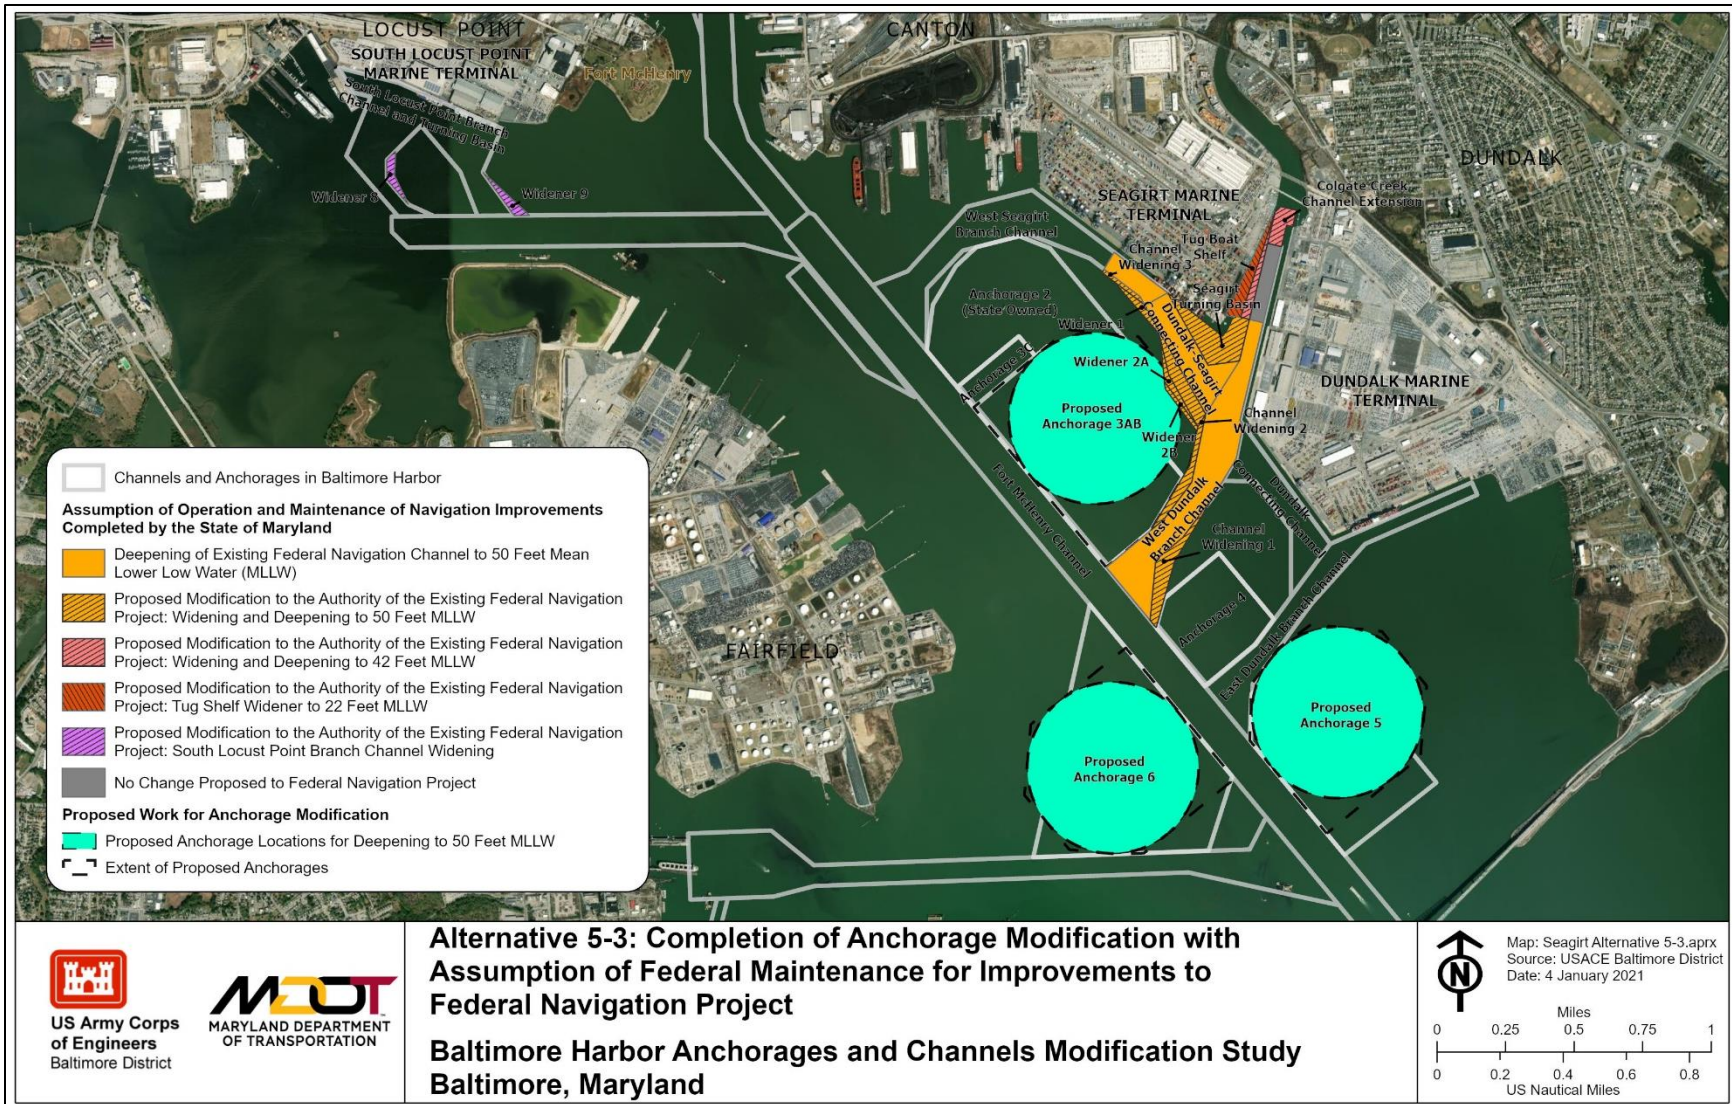 LOCUST POINT
SOUTH LOCUST POINT
MARINE TERMINAL
South Locust Point Branch
Channel and Turning Basin
Fort McHenry
CANTON
DUNDALK
Widener 8
Widener 9
SEAGIRT MARINE
TERMINAL
Colgate Creek
Channel Extension
West Seagirt
Branch Channel
Channel
Widening 3
Tug Boat
Shelf
Seagirt
Turning Basin
Anchorage 2
(State Owned)
Widener 1
Dundalk-Seagirt
Connecting Channel
Anchorage 3C
Widener 2A
Proposed
Anchorage 3AB
Widener
2B
Channel
Widening 2
DUNDALK MARINE
TERMINAL
Fort McHenry Channel
West Dundalk
Branch Channel
Dundalk
Connecting Channel
Channel
Widening 1
Anchorage 4
East Dundalk Branch Channel
FAIRFIELD
Proposed
Anchorage 5
Proposed
Anchorage 6
Channels and Anchorages in Baltimore Harbor
Assumption of Operation and Maintenance of Navigation Improvements
Completed by the State of Maryland
Deepening of Existing Federal Navigation Channel to 50 Feet Mean
Lower Low Water (MLLW)
Proposed Modification to the Authority of the Existing Federal Navigation
Project: Widening and Deepening to 50 Feet MLLW
Proposed Modification to the Authority of the Existing Federal Navigation
Project: Widening and Deepening to 42 Feet MLLW
Proposed Modification to the Authority of the Existing Federal Navigation
Project: Tug Shelf Widener to 22 Feet MLLW
Proposed Modification to the Authority of the Existing Federal Navigation
Project: South Locust Point Branch Channel Widening
No Change Proposed to Federal Navigation Project
Proposed Work for Anchorage Modification
Proposed Anchorage Locations for Deepening to 50 Feet MLLW
Extent of Proposed Anchorages
US Army Corps
of Engineers
Baltimore District
MDOT
MARYLAND DEPARTMENT
OF TRANSPORTATION
Alternative 5-3: Completion of Anchorage Modification with
Assumption of Federal Maintenance for Improvements to
Federal Navigation Project
Baltimore Harbor Anchorages and Channels Modification Study
Baltimore, Maryland
N
Map: Seagirt Alternative 5-3.aprx
Source: USACE Baltimore District
Date: 4 January 2021
Miles
0 0.25 0.5 0.75 1
0 0.2 0.4 0.6 0.8
US Nautical Miles